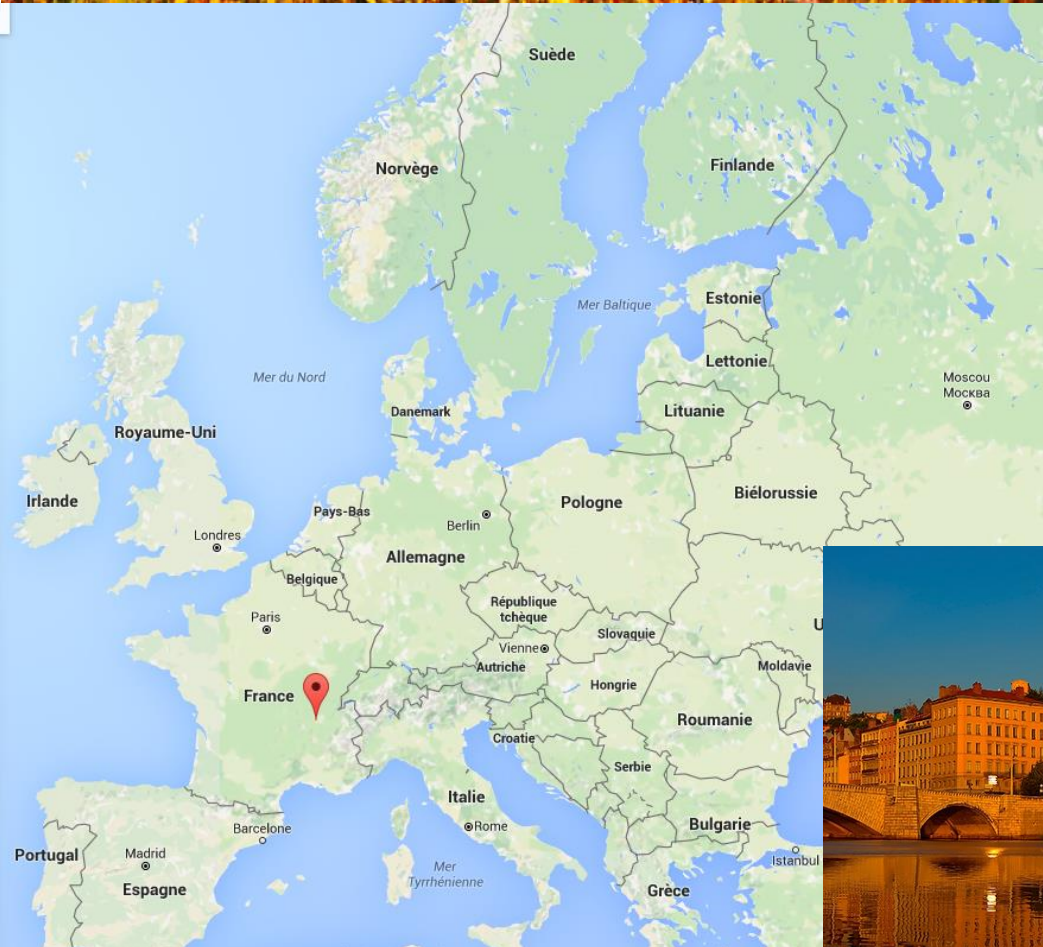 Suède
Norvège
Finlande
Estonie
Mer Baltique
Lettonie
Moscou
Москва
Mer du Nord
Danemark
Lituanie
Royaume-Uni
Biélorussie
Irlande
Pays-Bas
Pologne
Berlin
Londres
Allemagne
Belgique
République
tchèque
Paris
U
Slovaquie
Vienne
Autriche
Moldavie
Hongrie
France
Roumanie
Croatie
Serbie
Italie
Rome
Bulgarie
Barcelone
Portugal
Madrid
Istanbul
Mer
Tyrrhénienne
Espagne
Grèce